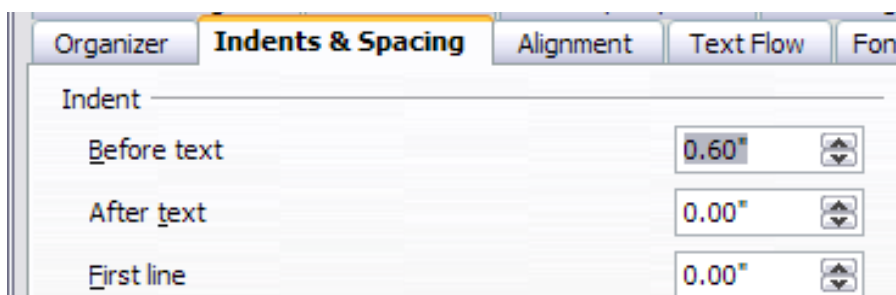 Organizer Indents & Spacing Alignment Text Flow Fon
Indent
Before text 0.60"
After text 0.00"
First line 0.00"